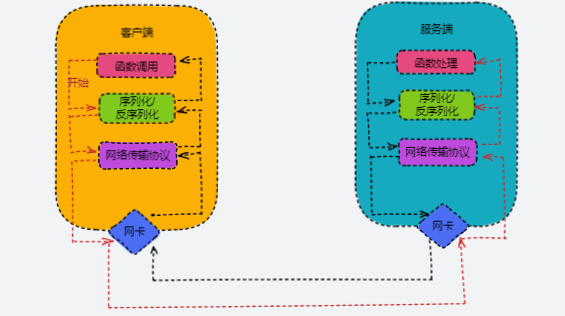 客户端
函数调用
开始
序列化/
反序列化
网络传输协议
网卡
服务端
函数处理
序列化/
反序列化
网络传输协议
网卡